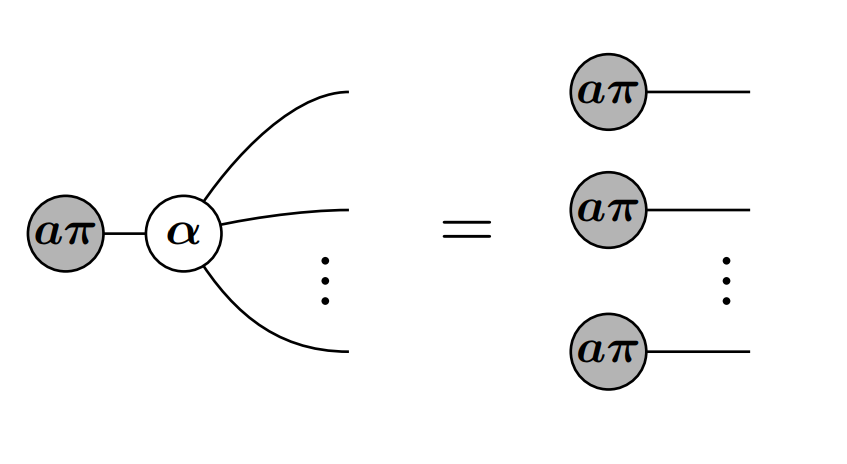 aπ
aπ α = aπ
⋮ ⋮
aπ